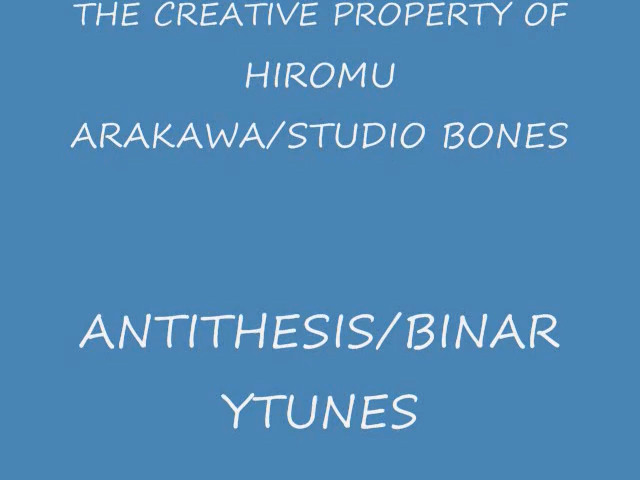 THE CREATIVE PROPERTY OF
HIROMU
ARAKAWA/STUDIO BONES
ANTITHESIS/BINAR
YTUNES